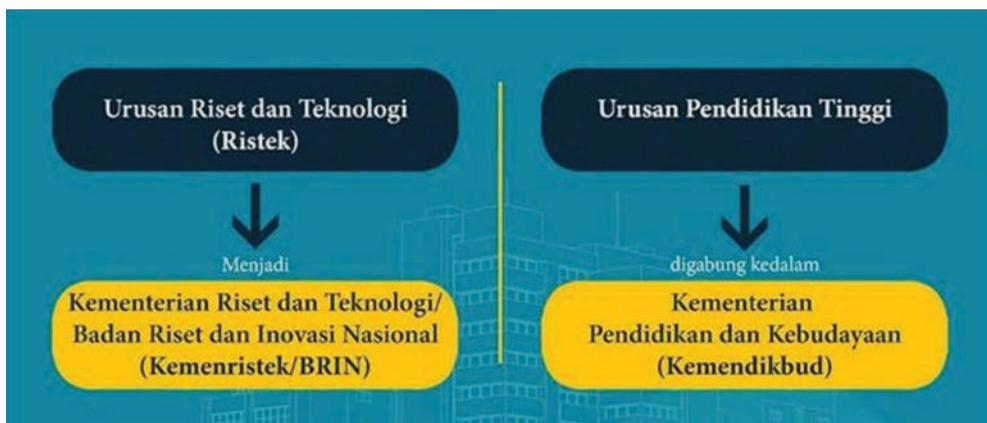 Urusan Riset dan Teknologi
(Ristek)
Menjadi
Kementerian Riset dan Teknologi/
Badan Riset dan Inovasi Nasional
(Kemenristek/BRIN)
Urusan Pendidikan Tinggi
digabung kedalam
Kementerian
Pendidikan dan Kebudayaan
(Kemendikbud)